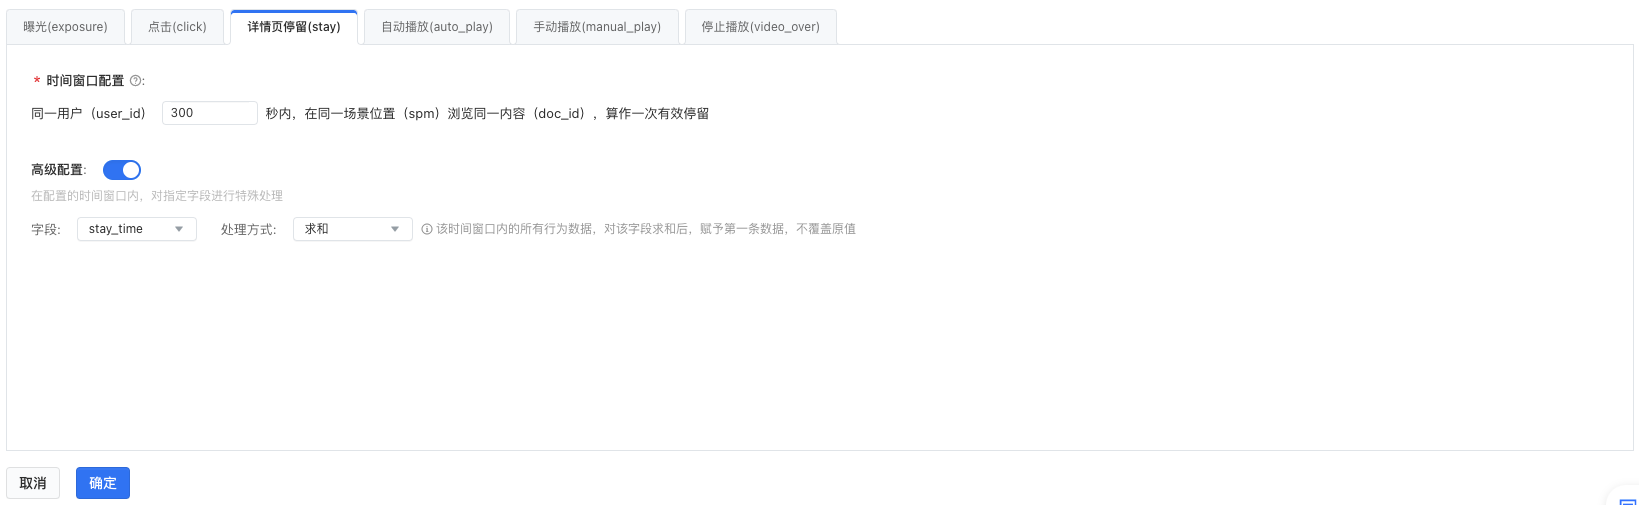 曝光(exposure) 点击(click) 详情页停留(stay) 自动播放(auto_play) 手动播放(manual_play) 停止播放(video_over)
* 时间窗口配置 ?:
同一用户（user_id） 300 秒内，在同一场景位置（spm）浏览同一内容（doc_id），算作一次有效停留
高级配置:
在配置的时间窗口内，对指定字段进行特殊处理
字段: stay_time 处理方式: 求和 该时间窗口内的所有行为数据，对该字段求和后，赋予第一条数据，不覆盖原值
取消 确定